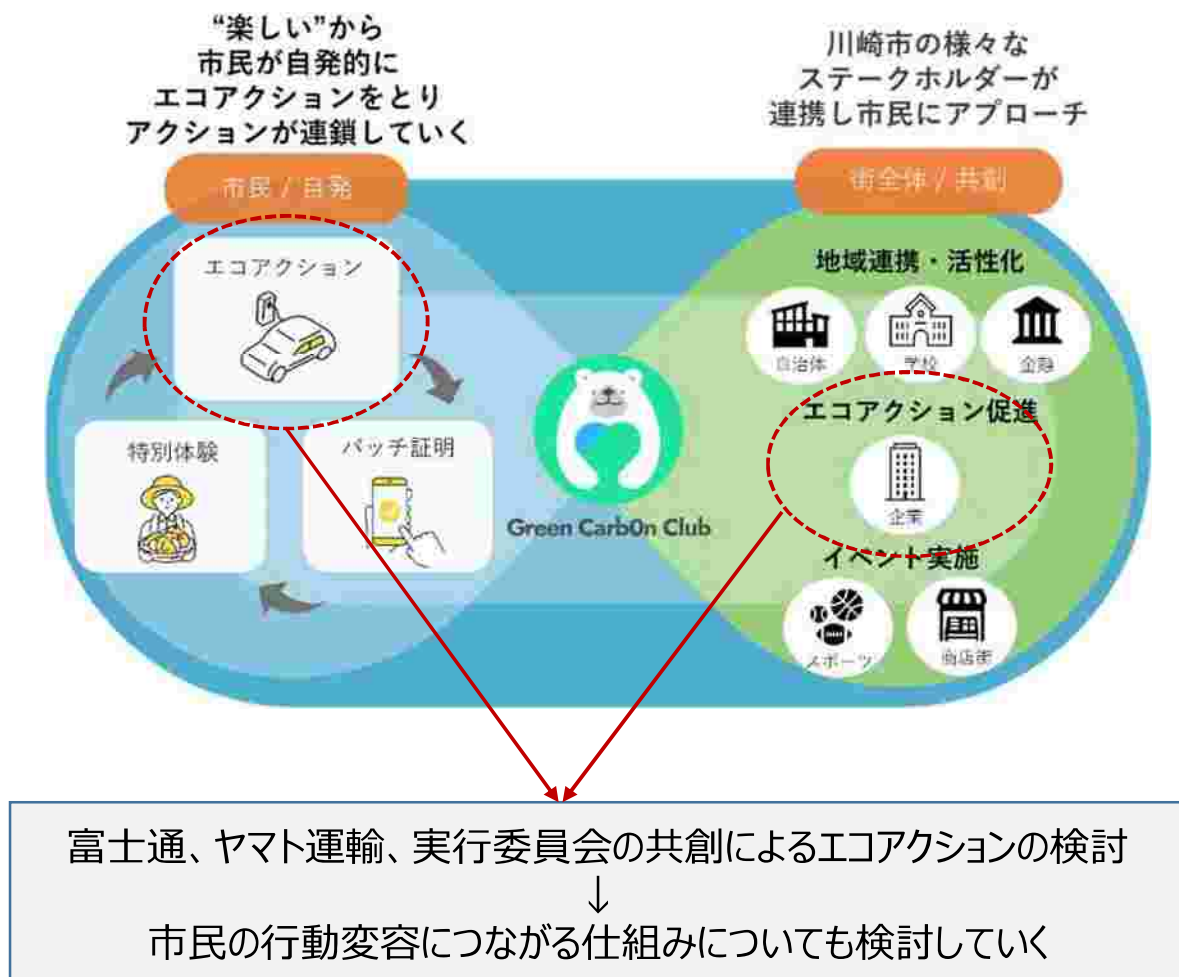 “楽しい”から
市民が自発的に
エコアクションをとり
アクションが連鎖していく
市民 / 自発
川崎市の様々な
ステークホルダーが
連携し市民にアプローチ
街全体 / 共創
エコアクション
特別体験
バッチ証明
Green Carb0n Club
地域連携・活性化
自治体
学校
金融
エコアクション促進
企業
イベント実施
スポーツ
商店街
富士通、ヤマト運輸、実行委員会の共創によるエコアクションの検討
↓
市民の行動変容につながる仕組みについても検討していく